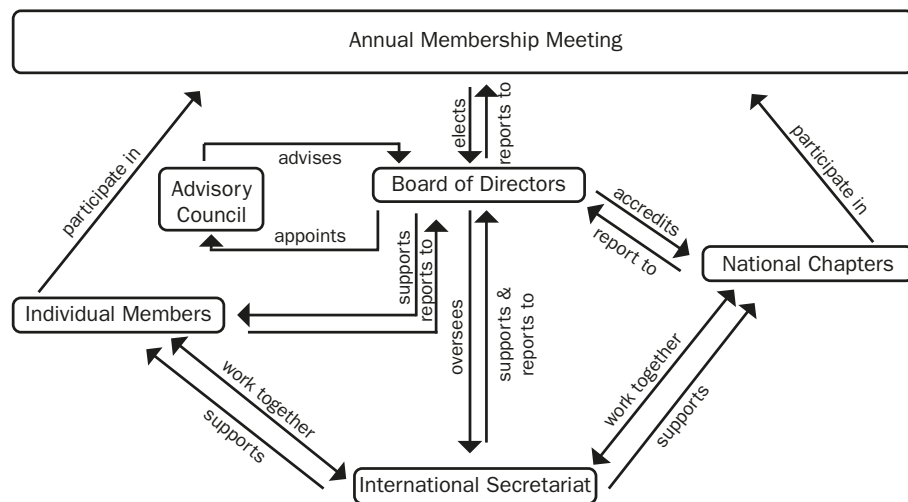 Annual Membership Meeting
elects
reports to
participate in
participate in
advises
Advisory
Council
Board of Directors
accredits
report to
appoints
supports
reports to
National Chapters
Individual Members
oversees
supports &
reports to
work together
supports
work together
supports
International Secretariat